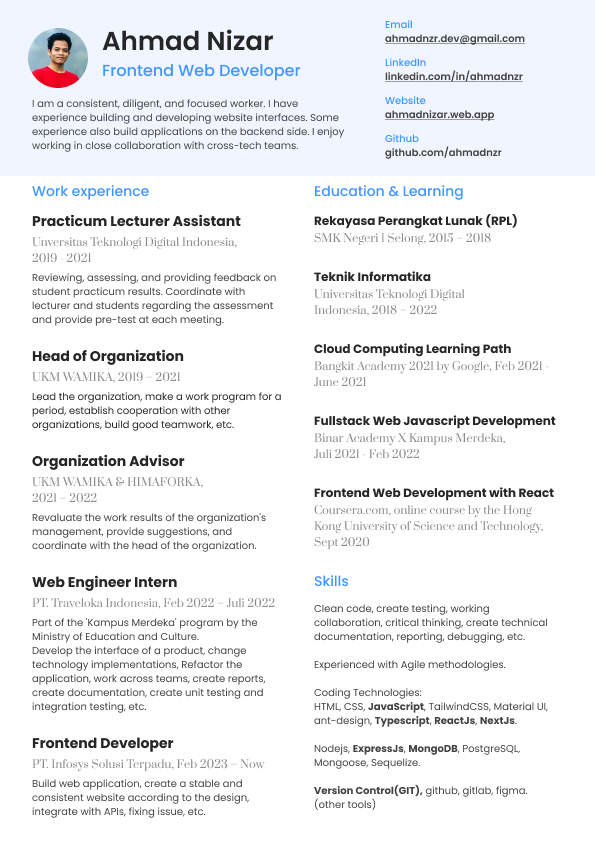 Ahmad Nizar
Frontend Web Developer
I am a consistent, diligent, and focused worker. I have
experience building and developing website interfaces. Some
experience also build applications on the backend side. I enjoy
working in close collaboration with cross-tech teams.
Email
ahmadnzr.dev@gmail.com
LinkedIn
linkedin.com/in/ahmadnzr
Website
ahmadnizar.web.app
Github
github.com/ahmadnzr
Work experience
Practicum Lecturer Assistant
Unversitas Teknologi Digital Indonesia,
2019 - 2021
Reviewing, assessing, and providing feedback on
student practicum results. Coordinate with
lecturer and students regarding the assessment
and provide pre-test at each meeting.
Head of Organization
UKM WAMIKA, 2019 – 2021
Lead the organization, make a work program for a
period, establish cooperation with other
organizations, build good teamwork, etc.
Organization Advisor
UKM WAMIKA & HIMAFORKA,
2021 – 2022
Revaluate the work results of the organization's
management, provide suggestions, and
coordinate with the head of the organization.
Web Engineer Intern
PT. Traveloka Indonesia, Feb 2022 – Juli 2022
Part of the 'Kampus Merdeka' program by the
Ministry of Education and Culture.
Develop the interface of a product, change
technology implementations, Refactor the
application, work across teams, create reports,
create documentation, create unit testing and
integration testing, etc.
Frontend Developer
PT. Infosys Solusi Terpadu, Feb 2023 – Now
Build web application, create a stable and
consistent website according to the design,
integrate with APIs, fixing issue, etc.
Education & Learning
Rekayasa Perangkat Lunak (RPL)
SMK Negeri 1 Selong, 2015 – 2018
Teknik Informatika
Universitas Teknologi Digital
Indonesia, 2018 – 2022
Cloud Computing Learning Path
Bangkit Academy 2021 by Google, Feb 2021 -
June 2021
Fullstack Web Javascript Development
Binar Academy X Kampus Merdeka,
Juli 2021 - Feb 2022
Frontend Web Development with React
Coursera.com, online course by the Hong
Kong University of Science and Technology,
Sept 2020
Skills
Clean code, create testing, working
collaboration, critical thinking, create technical
documentation, reporting, debugging, etc.
Experienced with Agile methodologies.
Coding Technologies:
HTML, CSS, JavaScript, TailwindCSS, Material UI,
ant-design, Typescript, ReactJs, NextJs.
Nodejs, ExpressJs, MongoDB, PostgreSQL,
Mongoose, Sequelize.
Version Control(GIT), github, gitlab, figma.
(other tools)